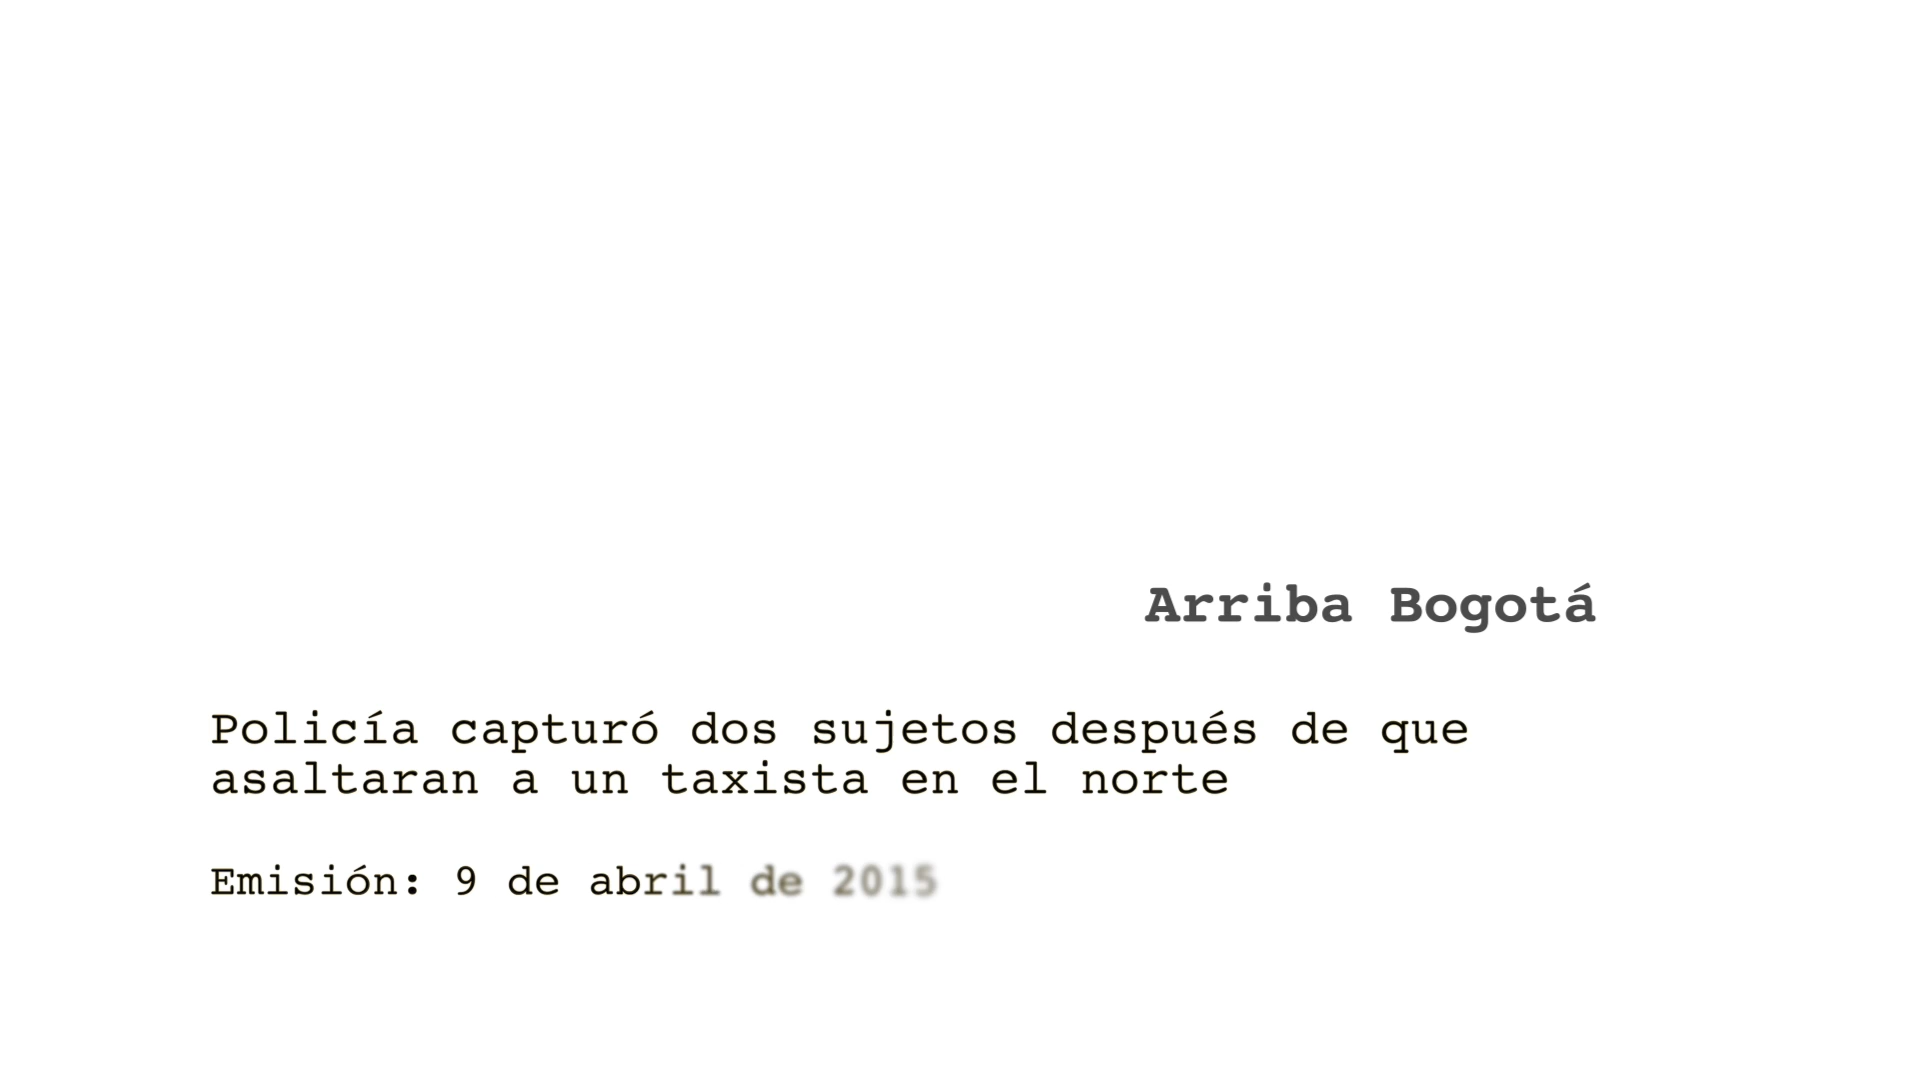 Arriba Bogotá
Policía capturó dos sujetos después de que
asaltaran a un taxista en el norte
Emisión: 9 de abril de 2015